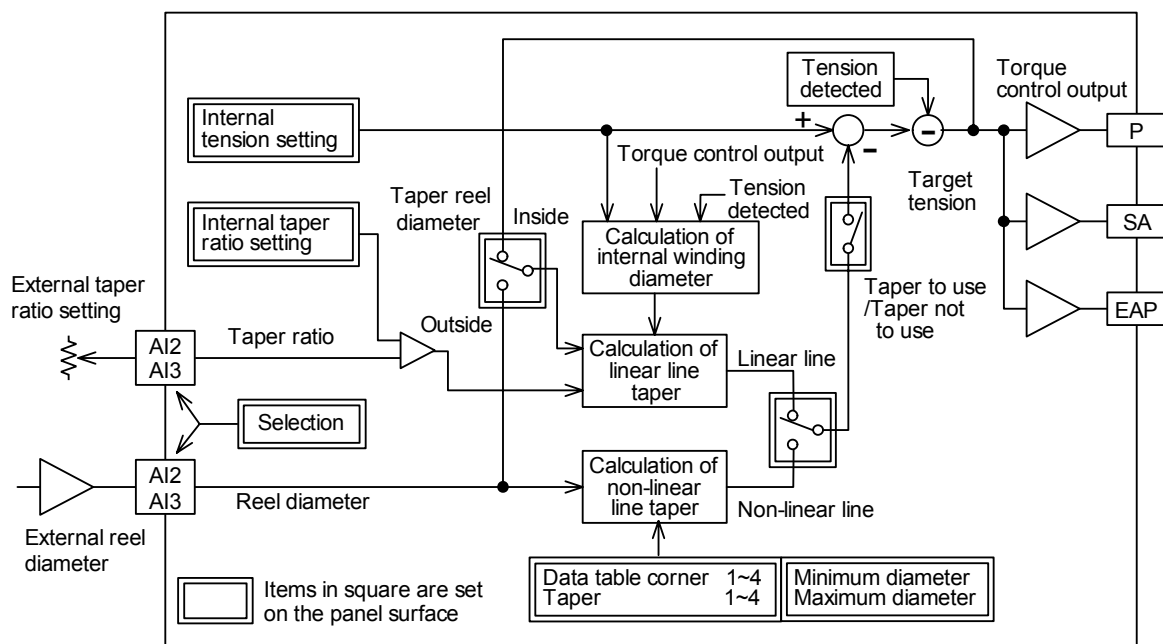 Tension
detected
Torque
control output
Internal
tension setting
+
-
-
P
Torque control output
Target
tension
Taper reel
diameter
Inside
Tension
detected
Internal taper
ratio setting
Calculation of
internal winding
diameter
SA
External taper
ratio setting
Taper to use
/Taper not
to use
EAP
Outside
AI2
AI3
Taper ratio
Calculation of
linear line
taper
Linear line
Selection
AI2
AI3
Reel diameter
Calculation of
non-linear
line taper
Non-linear line
External reel
diameter
Items in square are set
on the panel surface
Data table corner 1~4
Taper 1~4
Minimum diameter
Maximum diameter